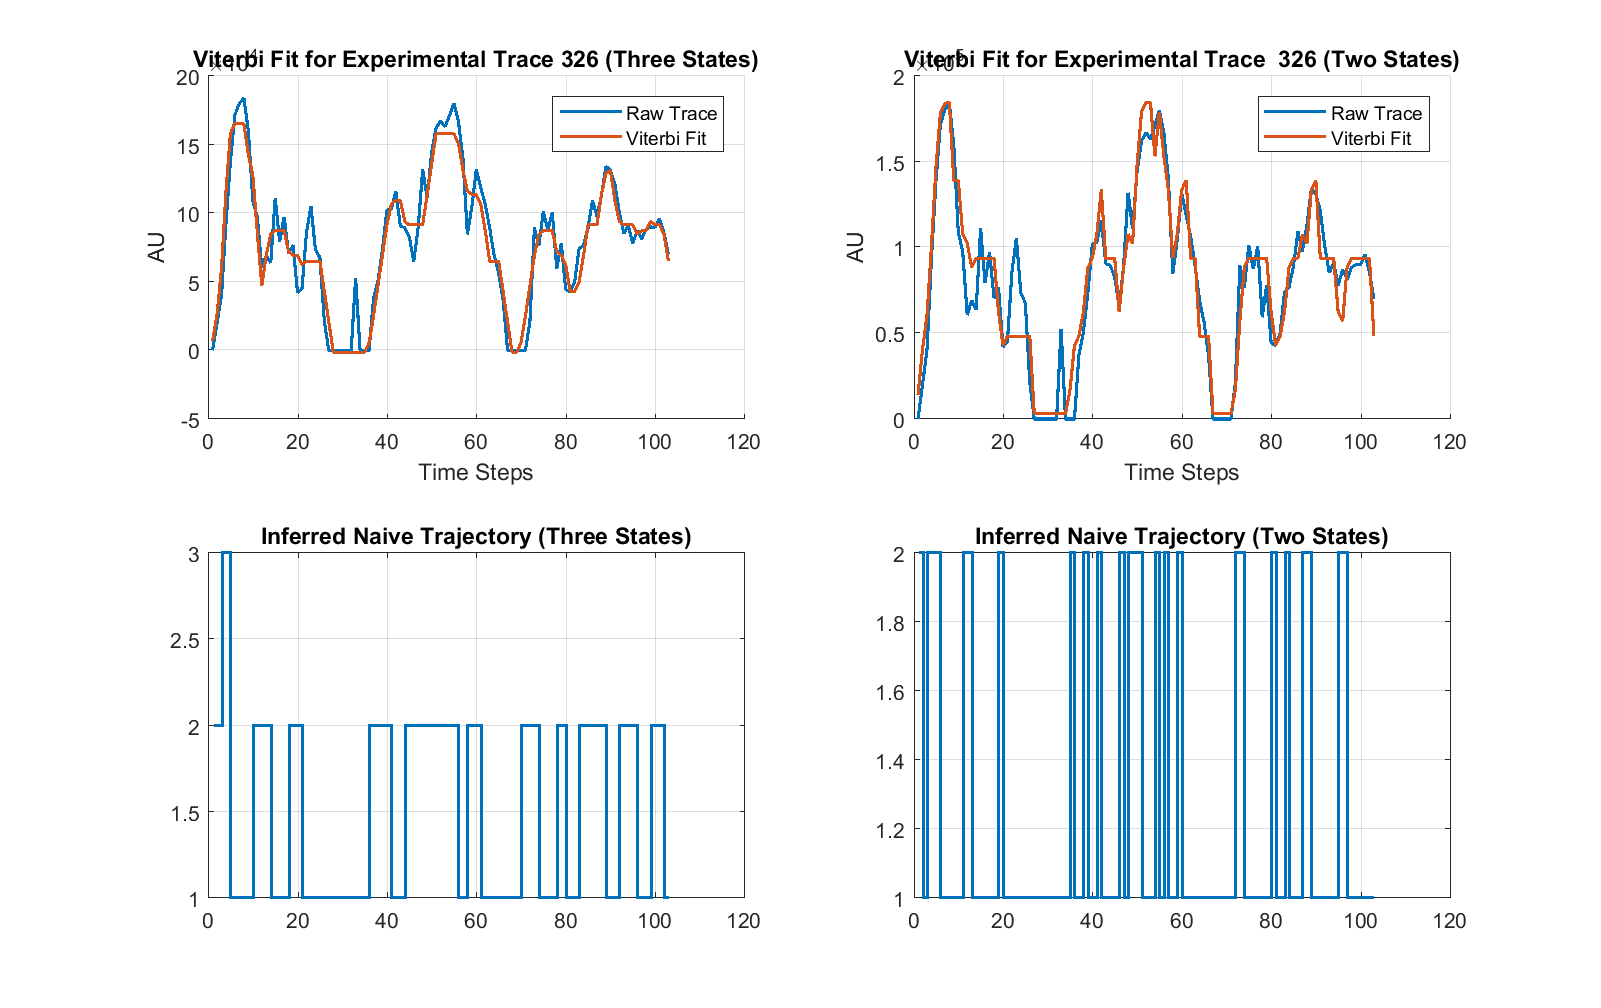 Viterbi Fit for Experimental Trace 326 (Three States)
×10^4
20
15
10
5
0
-5
AU
0 20 40 60 80 100 120
Time Steps
Raw Trace
Viterbi Fit
Viterbi Fit for Experimental Trace  326 (Two States)
×10^5
2
1.5
1
0.5
0
AU
0 20 40 60 80 100 120
Time Steps
Raw Trace
Viterbi Fit
Inferred Naive Trajectory (Three States)
3
2.5
2
1.5
1
0 20 40 60 80 100 120
Inferred Naive Trajectory (Two States)
2
1.8
1.6
1.4
1.2
1
0 20 40 60 80 100 120